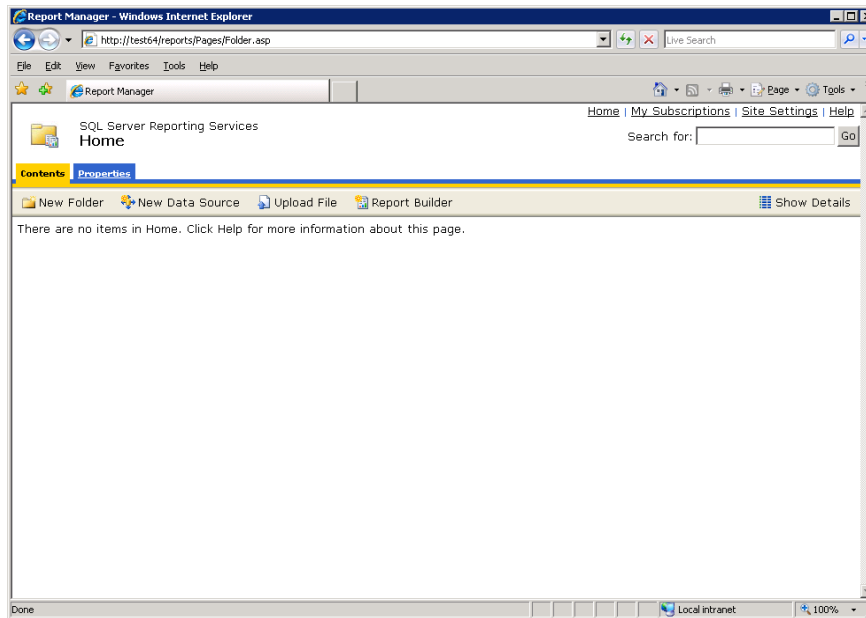 Report Manager - Windows Internet Explorer
http://test64/reports/Pages/Folder.asp
Live Search
File Edit View Favorites Tools Help
Report Manager
Page Tools
Home | My Subscriptions | Site Settings | Help
SQL Server Reporting Services
Home
Search for: Go
Contents Properties
New Folder New Data Source Upload File Report Builder Show Details
There are no items in Home. Click Help for more information about this page.
Done Local intranet 100%